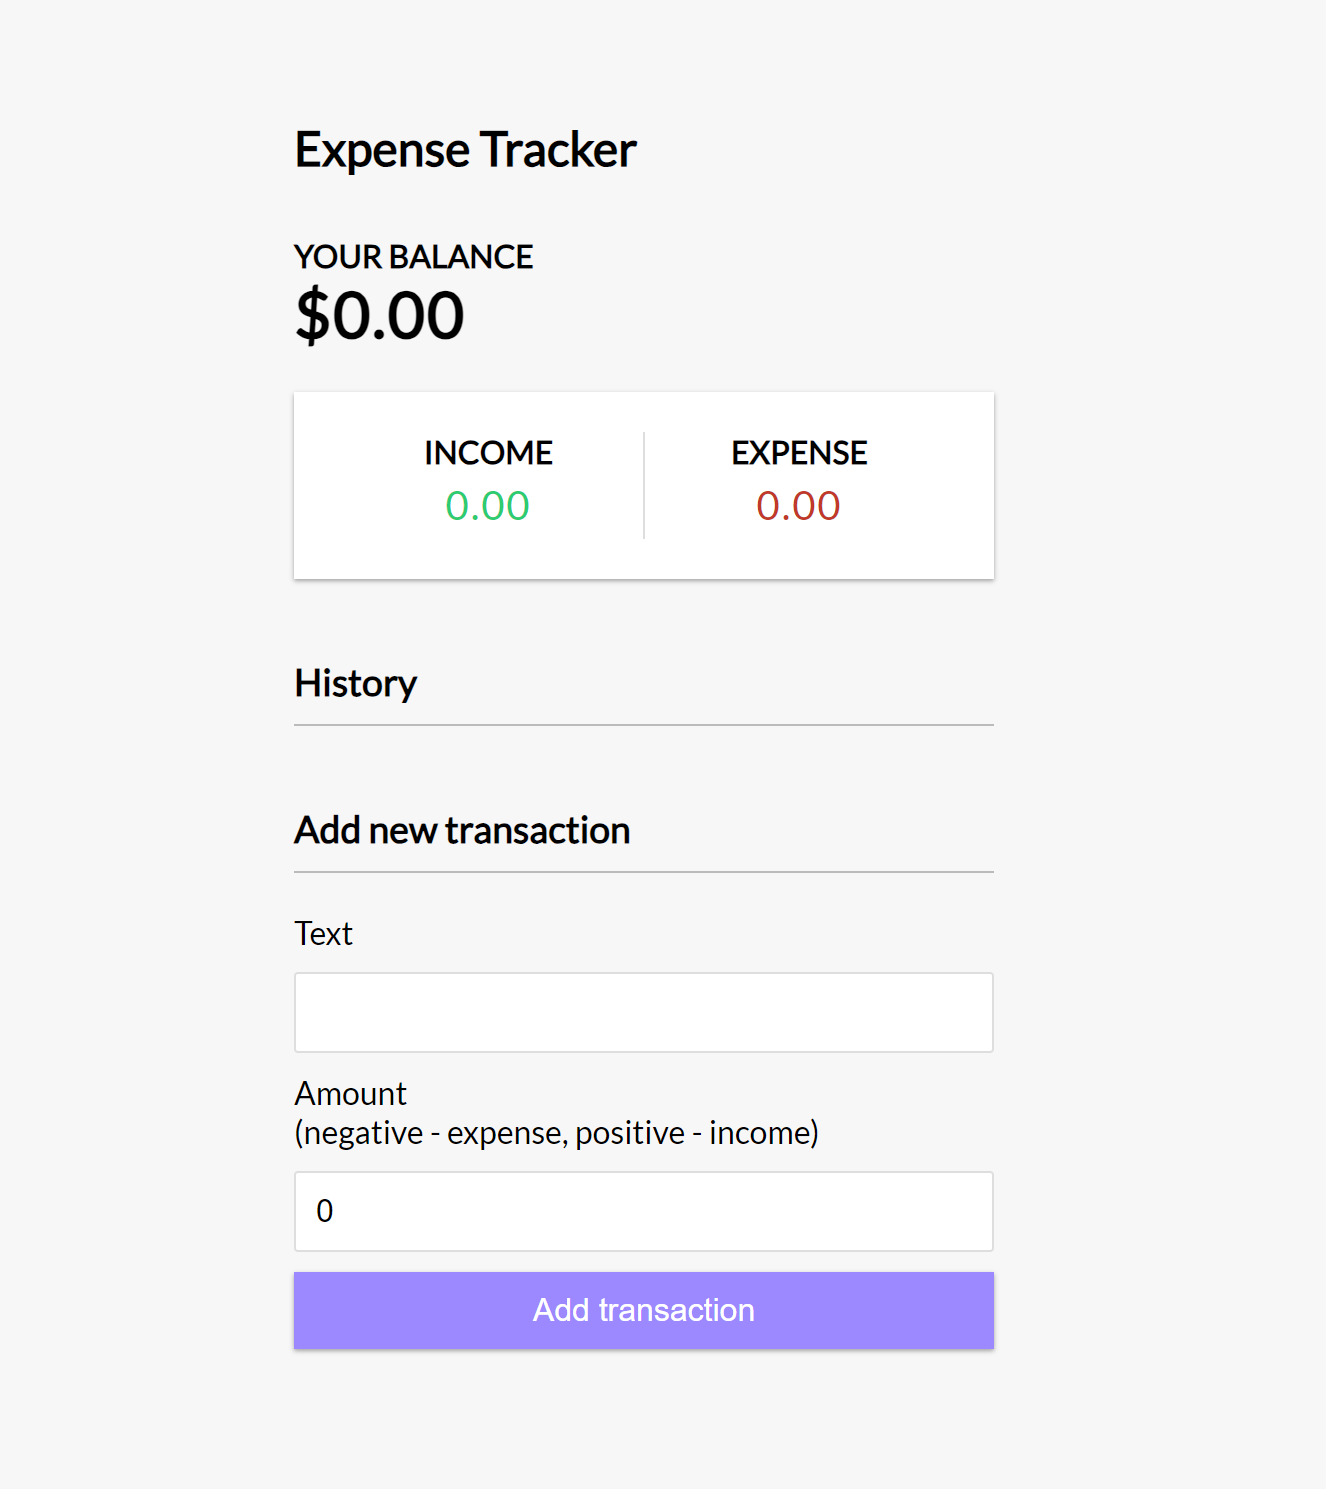 Expense Tracker
YOUR BALANCE
$0.00
INCOME
EXPENSE
0.00
0.00
History
Add new transaction
Text
Amount
(negative - expense, positive - income)
0
Add transaction